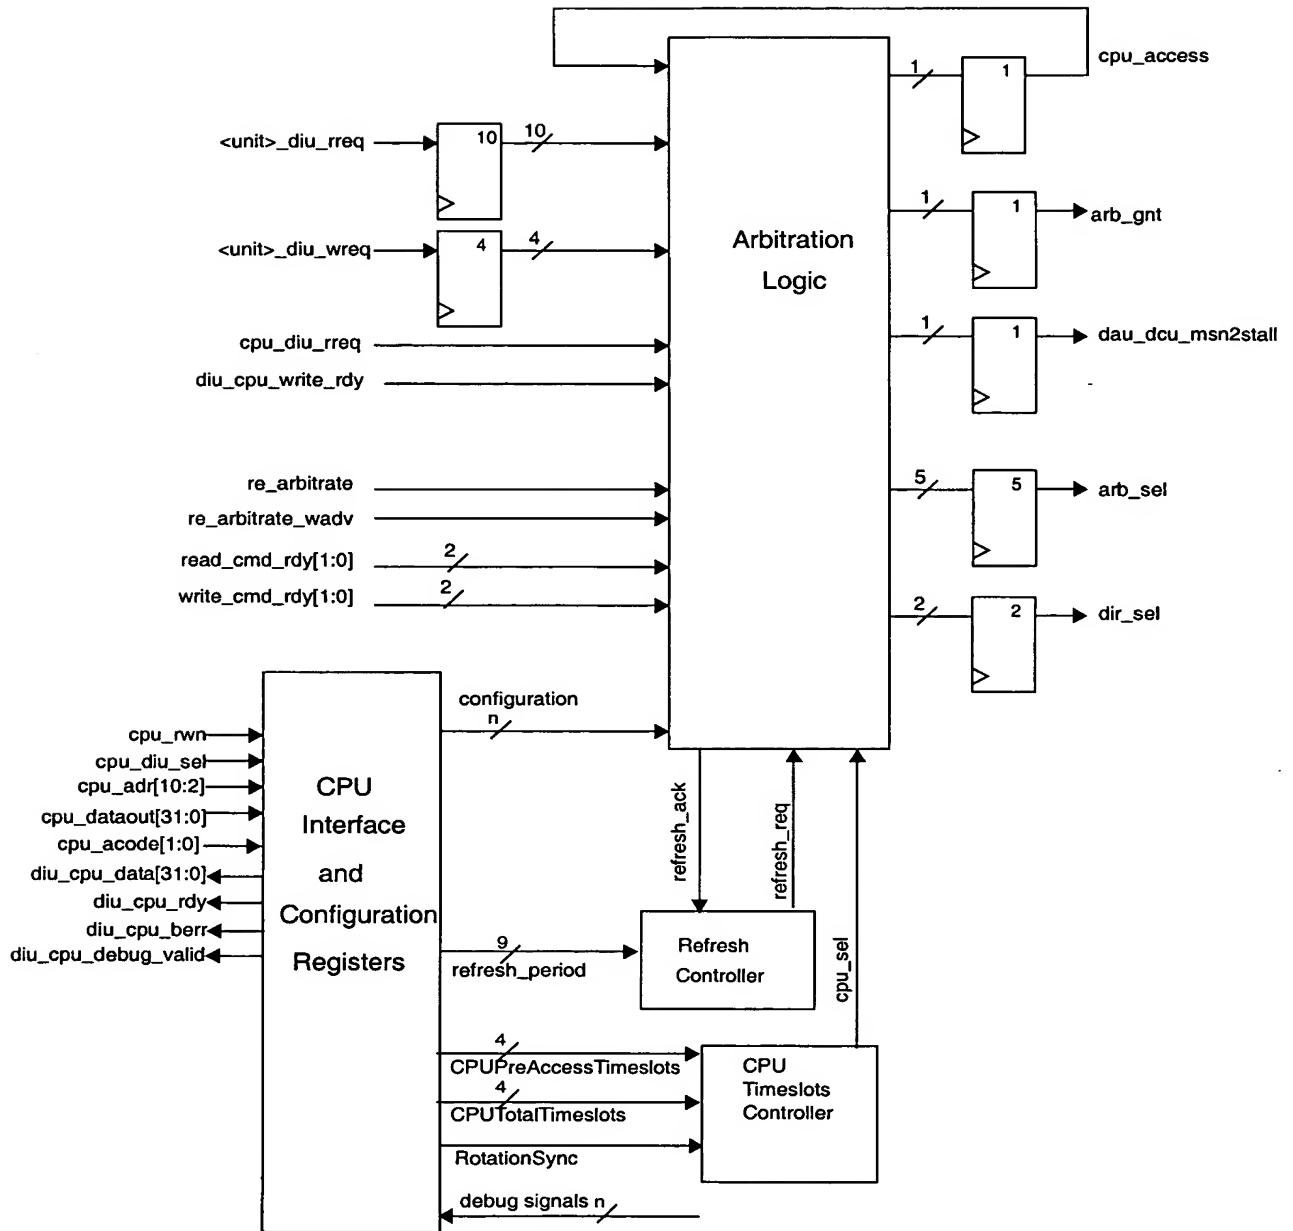 cpu_access
1
1
<unit>_diu_rreq
10
10
1
1
arb_gnt
<unit>_diu_wreq
4
4
Arbitration
Logic
1
1
dau_dcu_msn2stall
cpu_diu_rreq
diu_cpu_write_rdy
re_arbitrate
5
5
arb_sel
re_arbitrate_wadv
read_cmd_rdy[1:0]
2
write_cmd_rdy[1:0]
2
2
2
dir_sel
configuration
n
cpu_rwn
cpu_diu_sel
cpu_adr[10:2]
cpu_dataout[31:0]
cpu_acode[1:0]
diu_cpu_data[31:0]
diu_cpu_rdy
diu_cpu_berr
diu_cpu_debug_valid
CPU
Interface
and
Configuration
Registers
refresh_ack
refresh_req
cpu_sel
9
refresh_period
Refresh
Controller
4
CPUPreAccessTimeslots
4
CPUTotalTimeslots
RotationSync
CPU
Timeslots
Controller
debug signals n